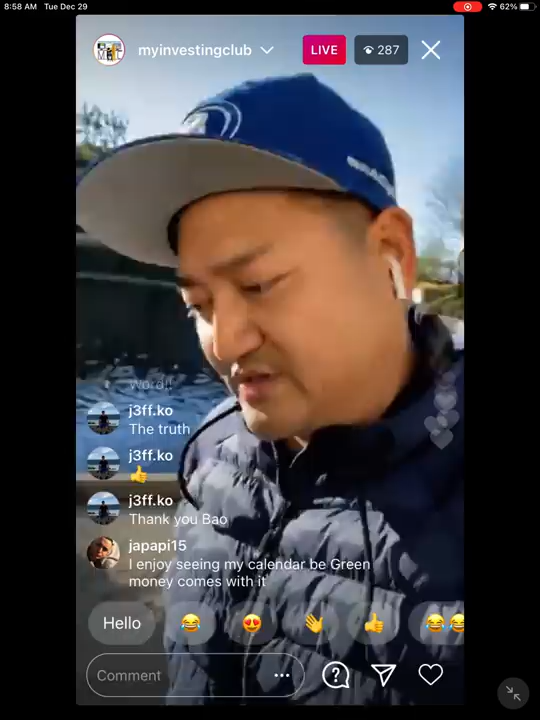 8:58 AM Tue Dec 29
62%
myinvestingclub
LIVE
287
word!!
j3ff.ko
The truth
j3ff.ko
👍
j3ff.ko
Thank you Bao
japapi15
I enjoy seeing my calendar be Green
money comes with it
Hello 😂 😍 👋 👍 😂😂
Comment